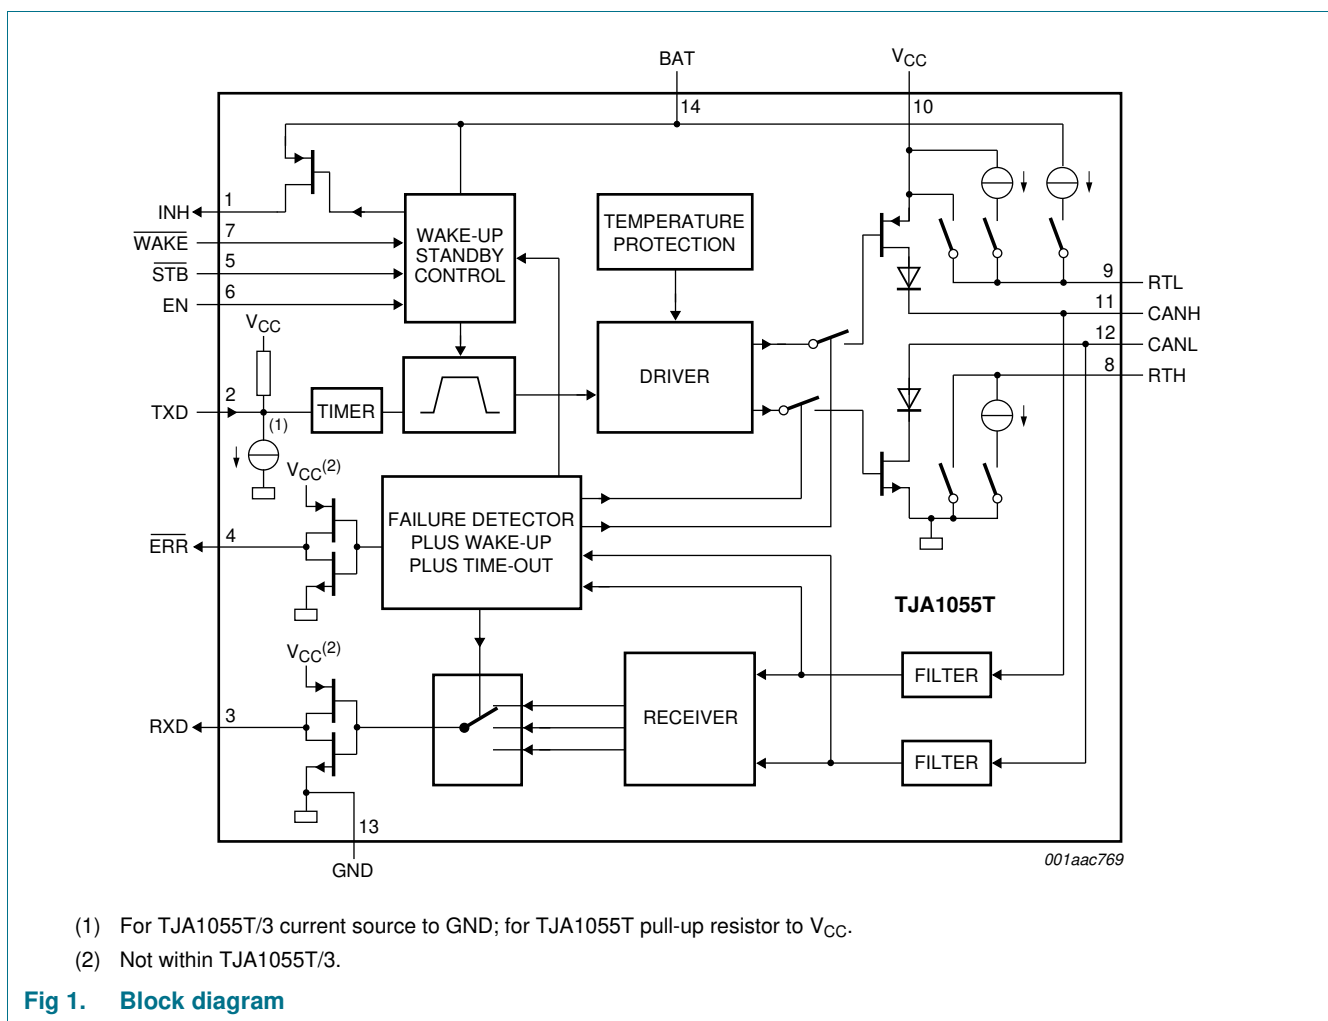 BAT
VCC
14
10
1
INH
7
WAKE
5
STB
6
EN
WAKE-UP
STANDBY
CONTROL
TEMPERATURE
PROTECTION
9
RTL
11
CANH
12
CANL
8
RTH
VCC
2
TXD
(1)
TIMER
DRIVER
VCC(2)
4
ERR
FAILURE DETECTOR
PLUS WAKE-UP
PLUS TIME-OUT
TJA1055T
VCC(2)
3
RXD
RECEIVER
FILTER
FILTER
13
GND
001aac769
(1) For TJA1055T/3 current source to GND; for TJA1055T pull-up resistor to VCC.
(2) Not within TJA1055T/3.
Fig 1. Block diagram